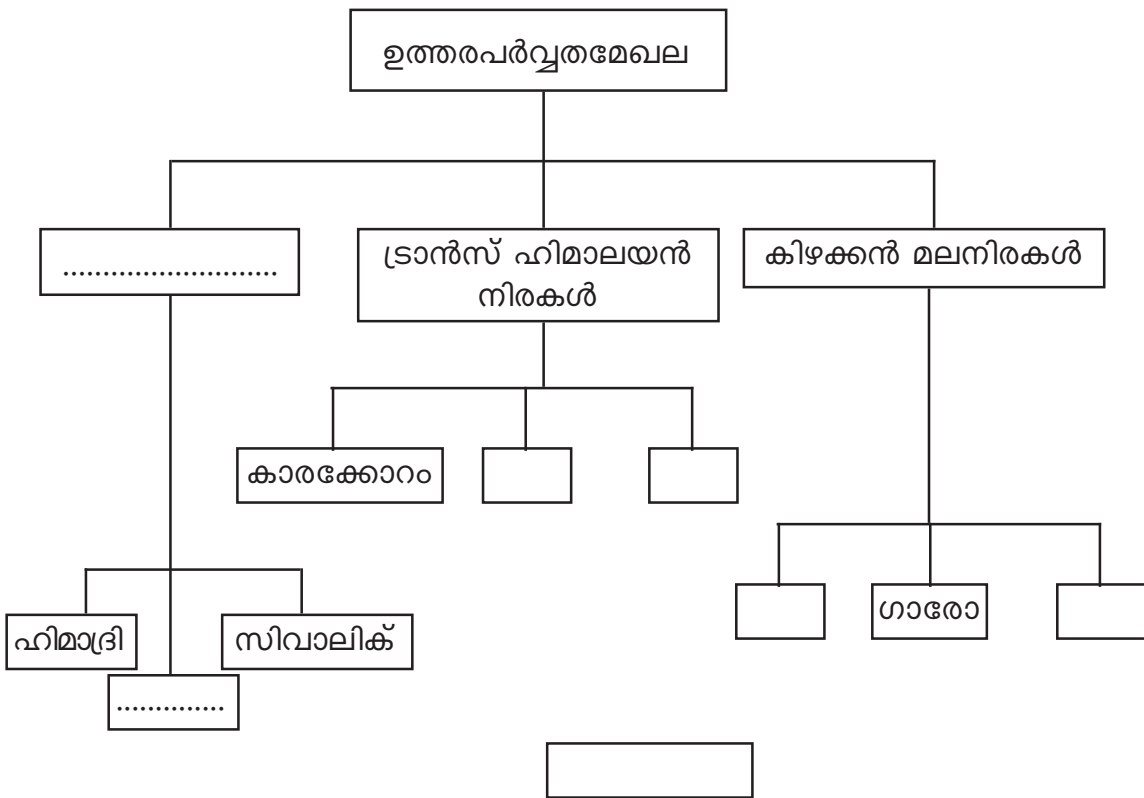 ഉത്തരപർവ്വതമേഖല
...........................
ട്രാൻസ് ഹിമാലയൻ
നിരകൾ
കിഴക്കൻ മലനിരകൾ
കാരക്കോറം
ഗാരോ
ഹിമാദ്രി
സിവാലിക്
..............